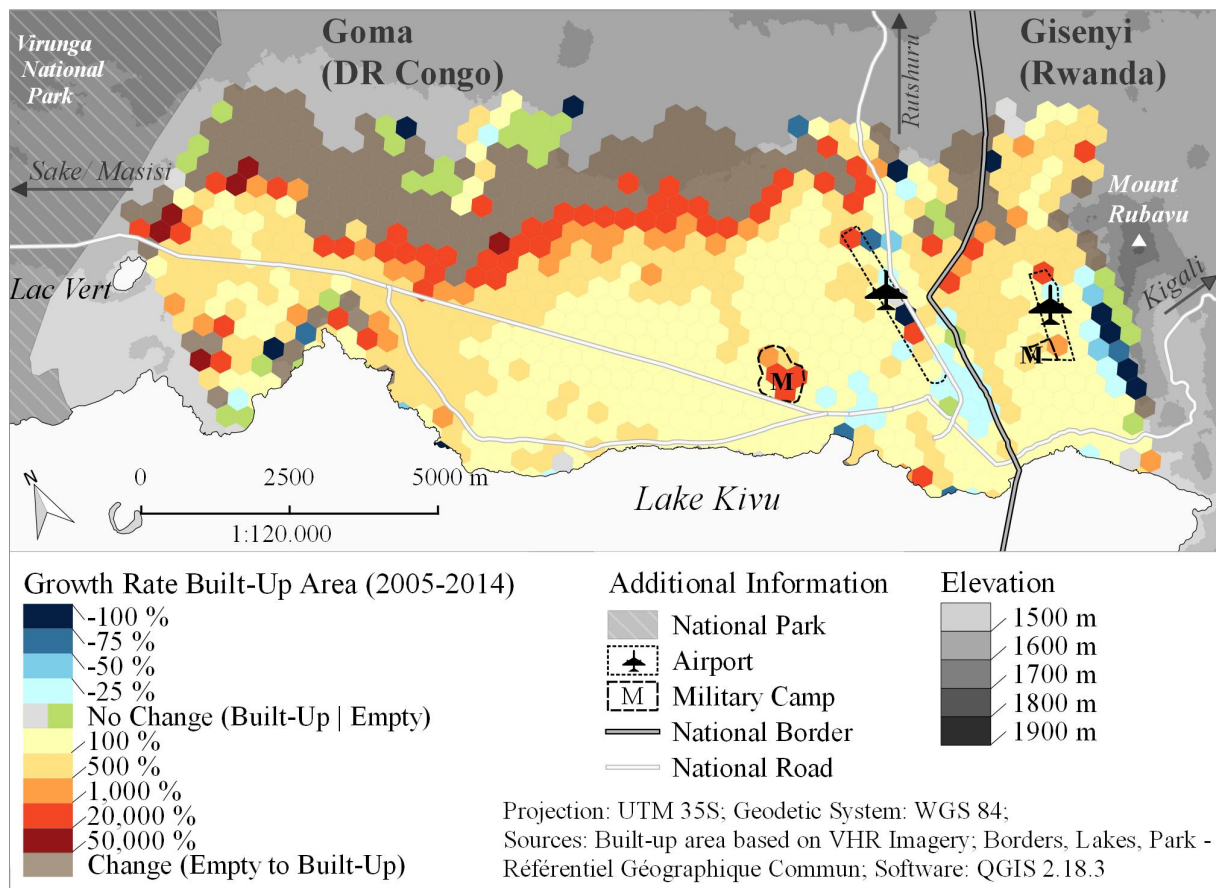 Virunga
National
Park
Goma
(DR Congo)
Gisenyi
(Rwanda)
Rutshuru
Sake/ Masisi
Mount
Rubavu
Kigali
Lac Vert
M
M
N
0 2500 5000 m
1:120.000
Lake Kivu
Growth Rate Built-Up Area (2005-2014)
-100 %
-75 %
-50 %
-25 %
No Change (Built-Up | Empty)
100 %
500 %
1,000 %
20,000 %
50,000 %
Change (Empty to Built-Up)
Additional Information
National Park
Airport
M Military Camp
National Border
National Road
Elevation
1500 m
1600 m
1700 m
1800 m
1900 m
Projection: UTM 35S; Geodetic System: WGS 84;
Sources: Built-up area based on VHR Imagery; Borders, Lakes, Park -
Référentiel Géographique Commun; Software: QGIS 2.18.3